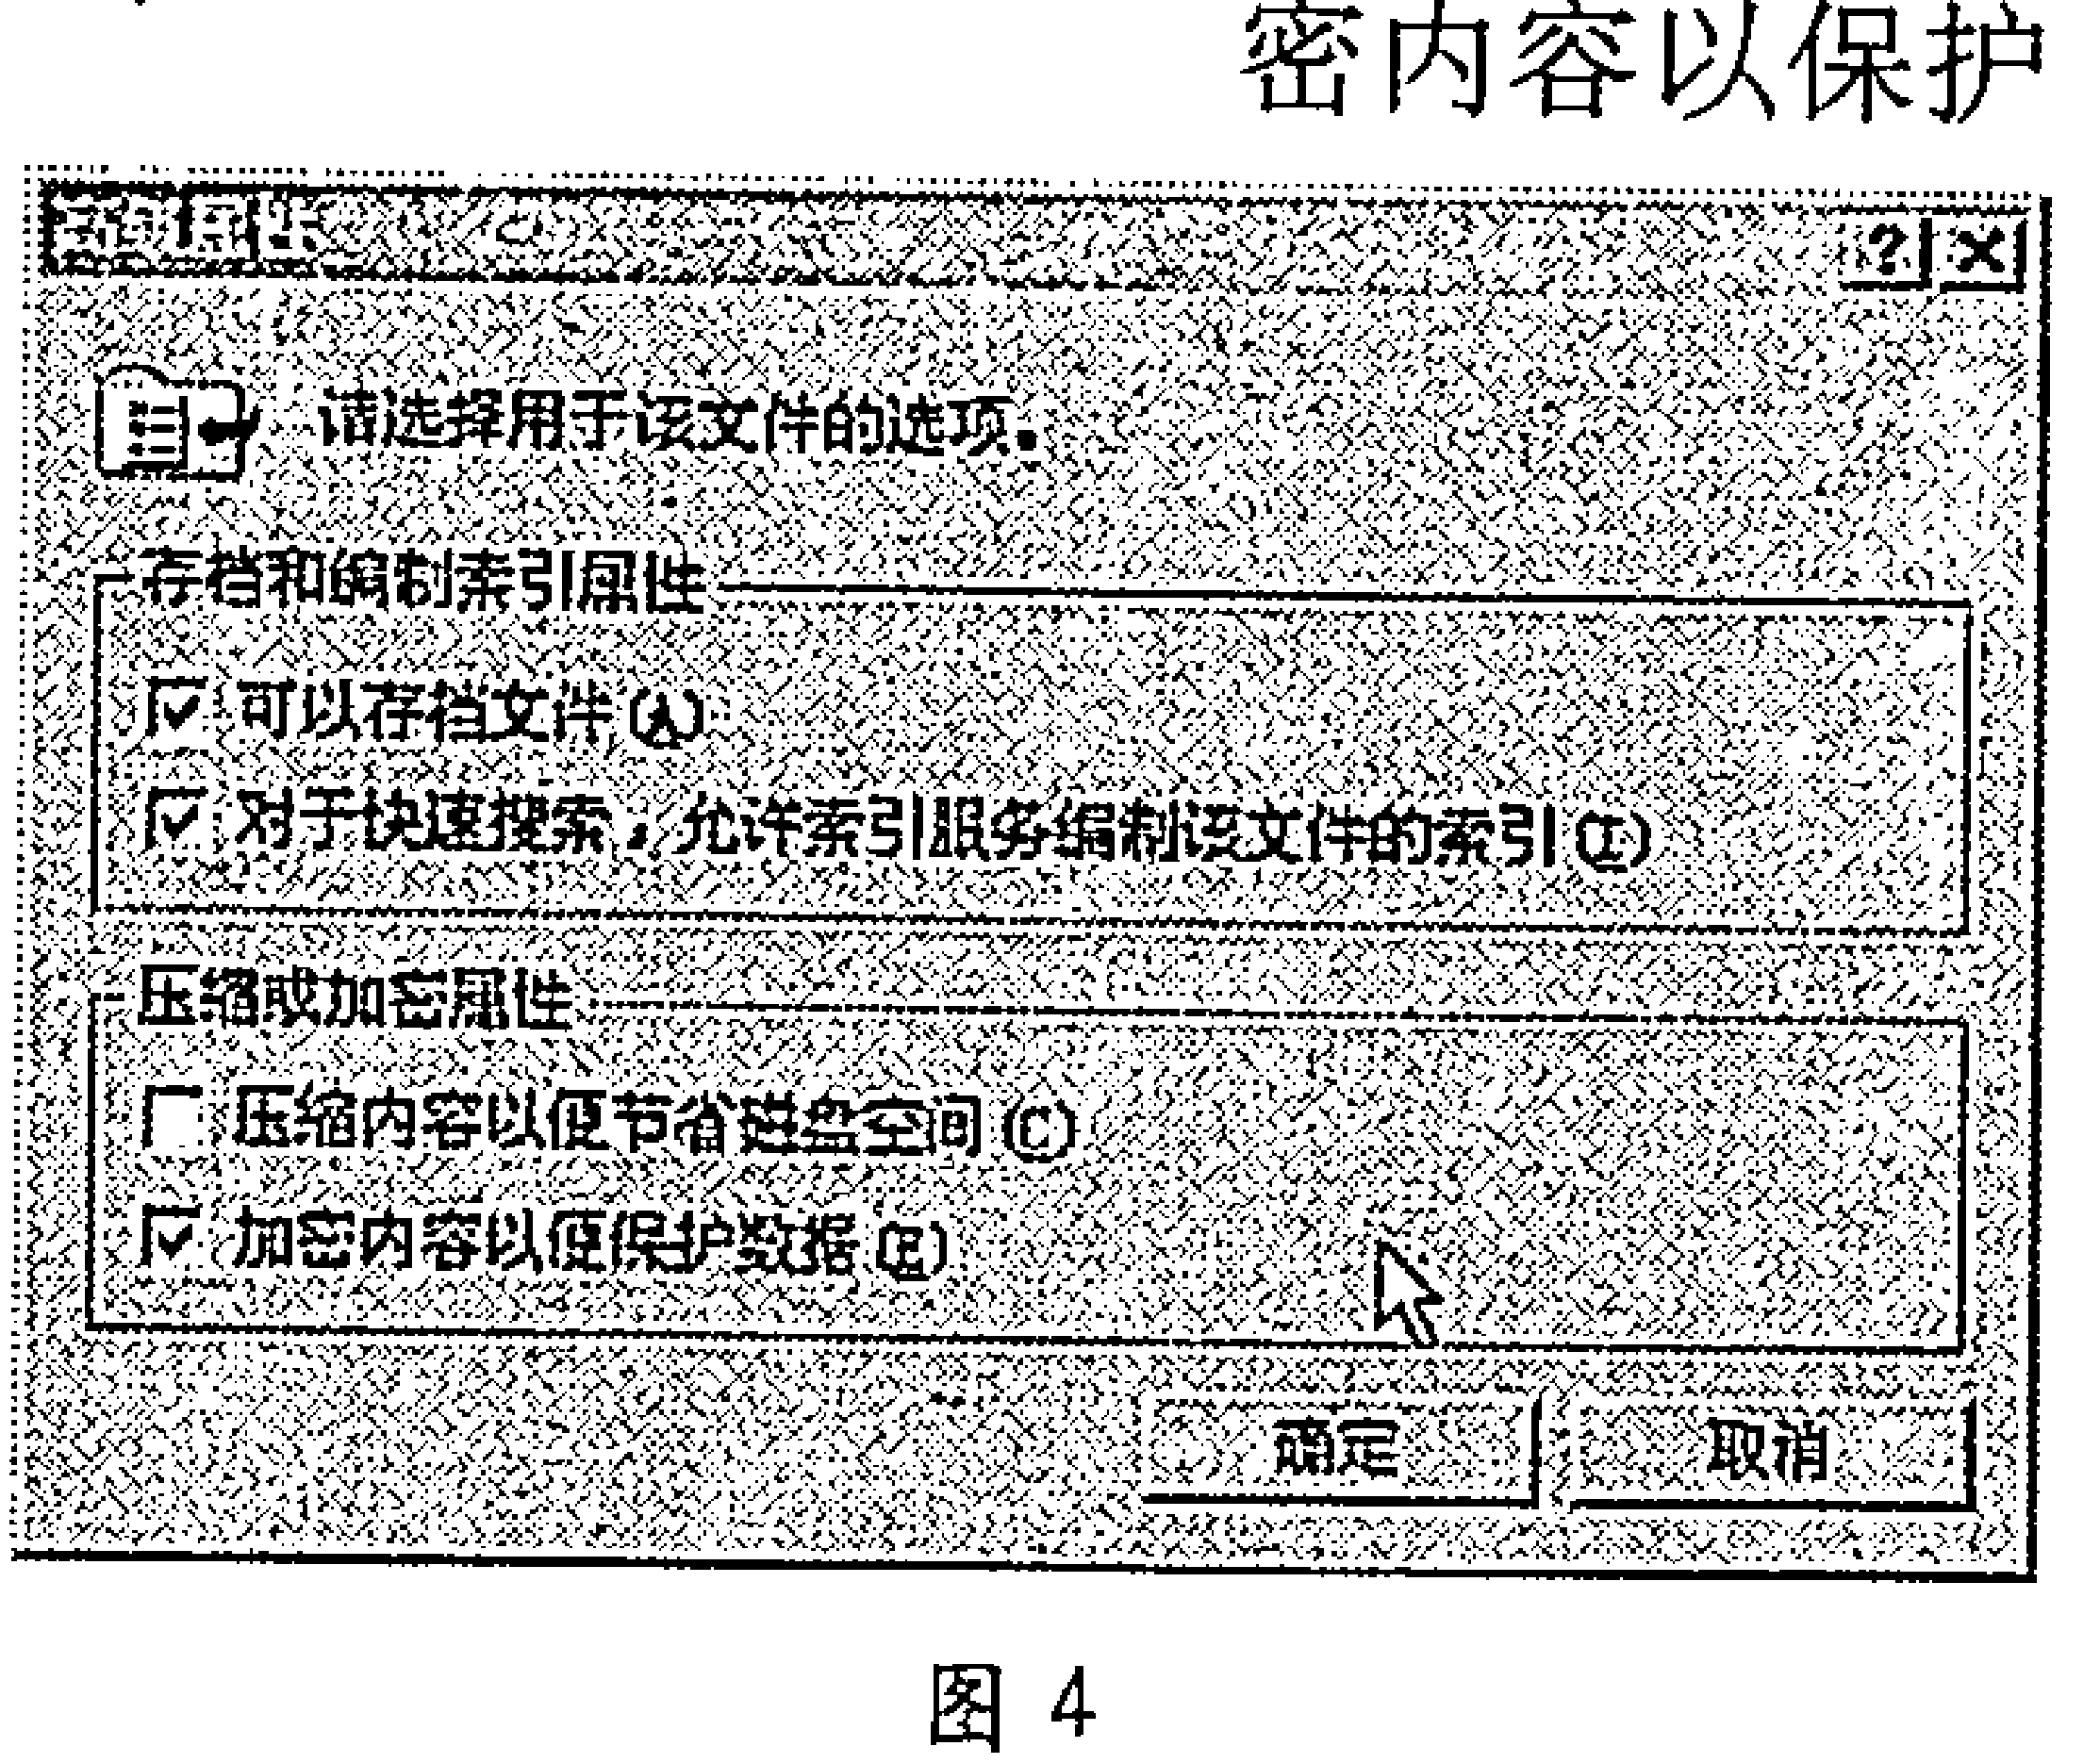 密内容以保护
高级属性
请选择用于该文件的选项。
存档和编制索引属性
可以存档文件(A)
对于快速搜索，允许索引服务编制该文件的索引(I)
压缩或加密属性
压缩内容以便节省磁盘空间(C)
加密内容以便保护数据(E)
确定 取消
图 4